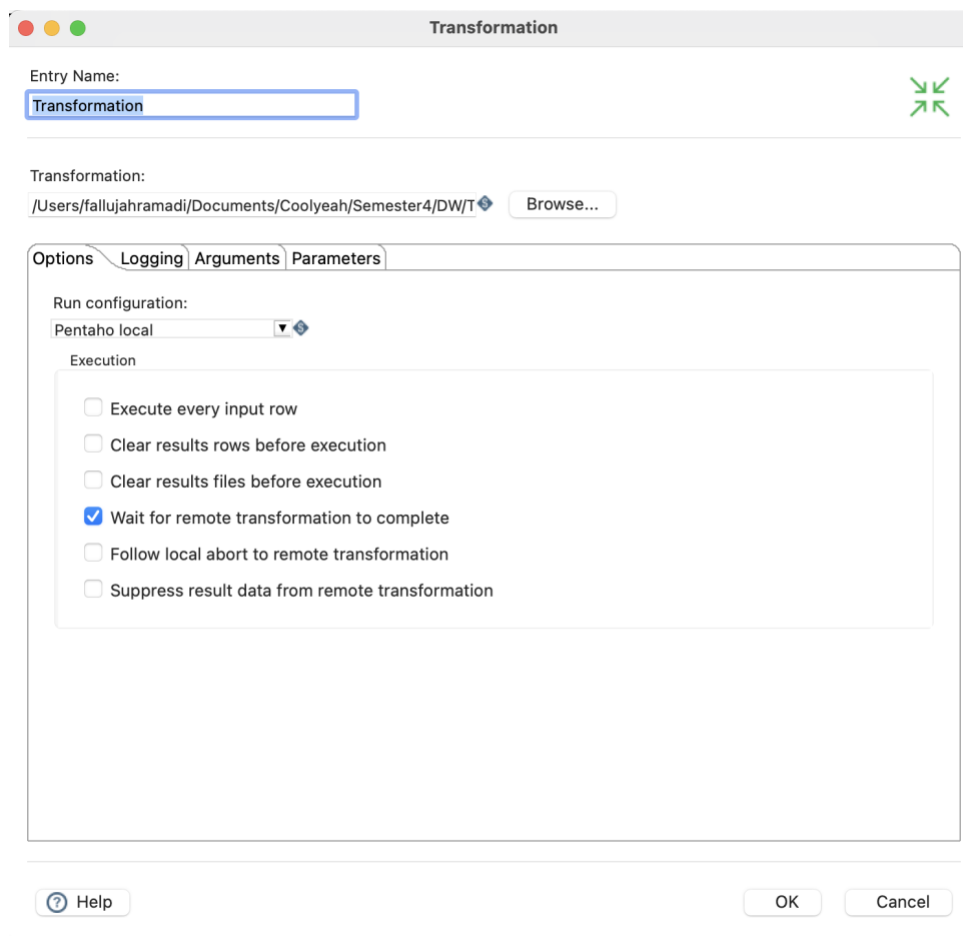 Transformation
Entry Name:
Transformation
Transformation:
/Users/fallujahramadi/Documents/Coolyeah/Semester4/DW/T
Browse...
Options Logging Arguments Parameters
Run configuration:
Pentaho local
Execution
Execute every input row
Clear results rows before execution
Clear results files before execution
Wait for remote transformation to complete
Follow local abort to remote transformation
Suppress result data from remote transformation
Help OK Cancel